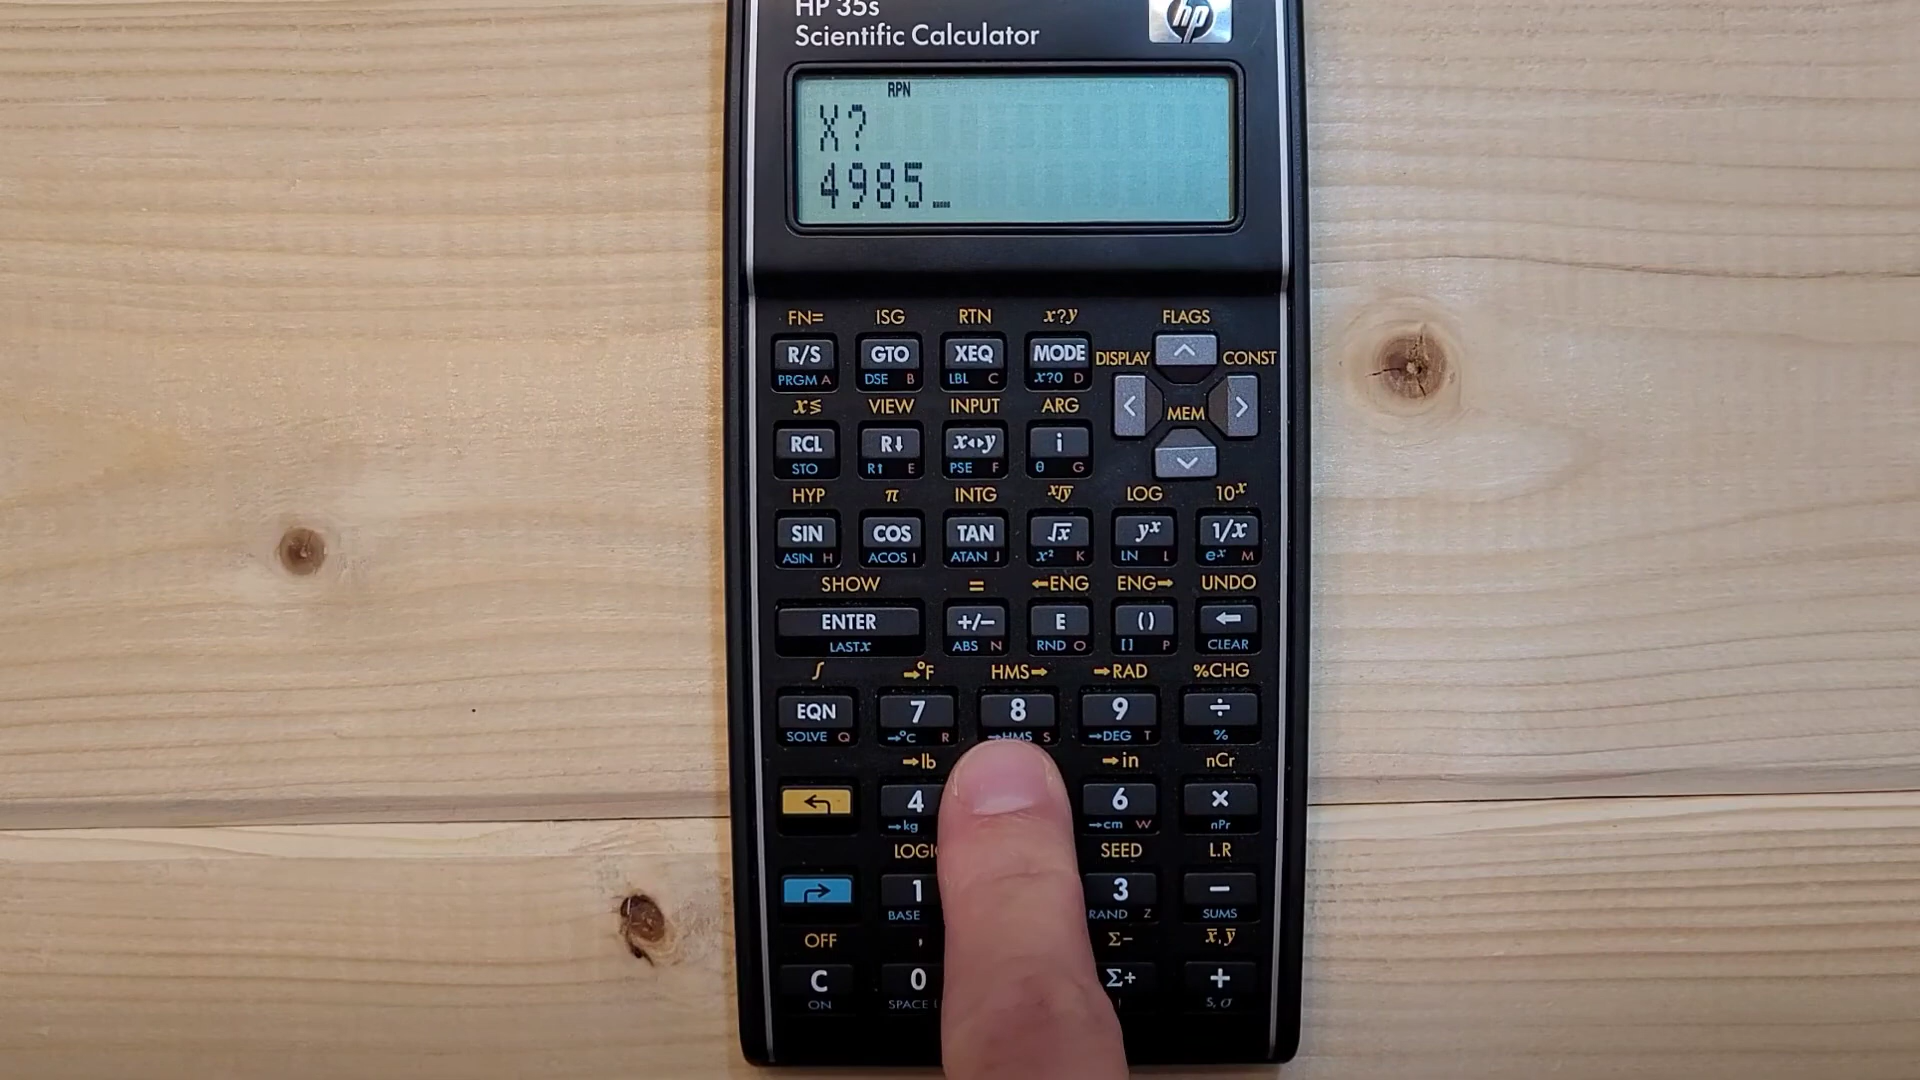 HP 35s
Scientific Calculator
hp
RPN
X?
4985_
FN= ISG RTN x?y FLAGS
R/S GTO XEQ MODE DISPLAY CONST
PRGM A DSE B LBL C x?0 D
x≶ VIEW INPUT ARG MEM
RCL R↓ x↔y i
STO R↑ E PSE F θ G
HYP π INTG ˣ√y LOG 10ˣ
SIN COS TAN √x yˣ 1/x
ASIN H ACOS I ATAN J x² K LN L eˣ M
SHOW = ←ENG ENG→ UNDO
ENTER +/− E ( ) ←
LASTx ABS N RND O [ ] P CLEAR
∫ →°F HMS→ →RAD %CHG
EQN 7 8 9 ÷
SOLVE Q →°C R →HMS S →DEG T %
→lb →in nCr
4 6 ×
→kg →cm W nPr
SEED L.R
1 3 −
BASE RAND Z SUMS
OFF , Σ− x̄,ȳ
C 0 Σ+ +
ON SPACE s,σ